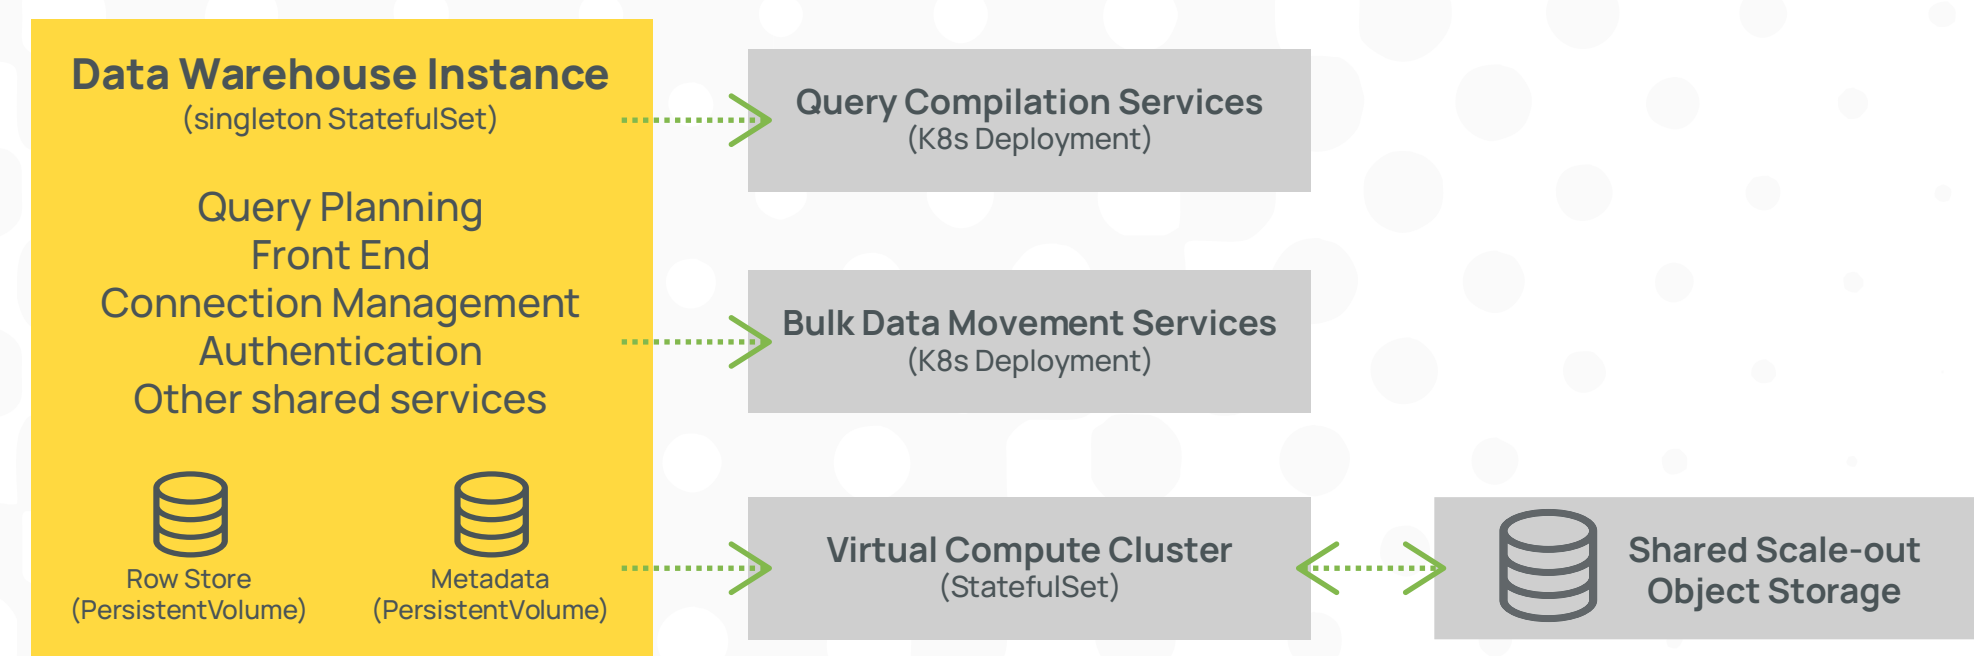 Data Warehouse Instance
(singleton StatefulSet)
Query Planning
Front End
Connection Management
Authentication
Other shared services
Row Store
(PersistentVolume)
Metadata
(PersistentVolume)
Query Compilation Services
(K8s Deployment)
Bulk Data Movement Services
(K8s Deployment)
Virtual Compute Cluster
(StatefulSet)
Shared Scale-out
Object Storage